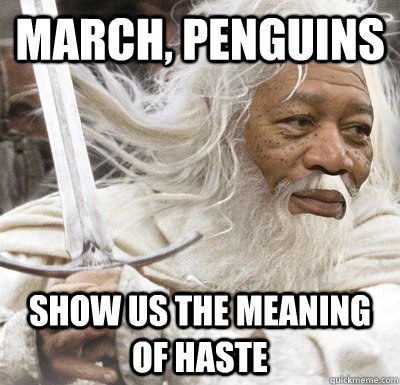 MARCH, PENGUINS
SHOW US THE MEANING
OF HASTE
quickmeme.com